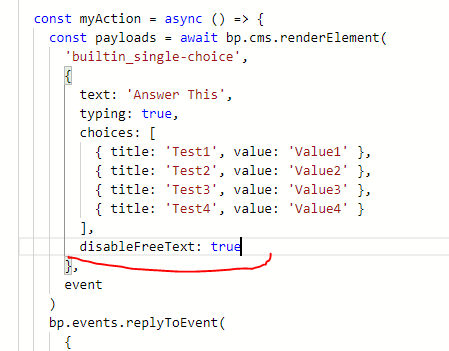 const myAction = async () => {
const payloads = await bp.cms.renderElement(
'builtin_single-choice',
{
text: 'Answer This',
typing: true,
choices: [
{ title: 'Test1', value: 'Value1' },
{ title: 'Test2', value: 'Value2' },
{ title: 'Test3', value: 'Value3' },
{ title: 'Test4', value: 'Value4' }
],
disableFreeText: true
},
event
)
bp.events.replyToEvent(
{